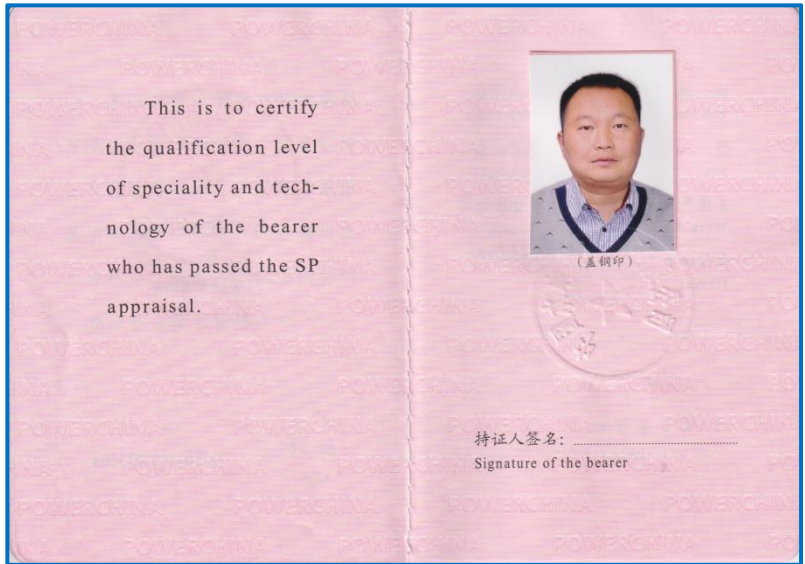 This is to certify
the qualification level
of speciality and tech-
nology of the bearer
who has passed the SP
appraisal.
(盖钢印)
持证人签名:
Signature of the bearer
POWERCHINA